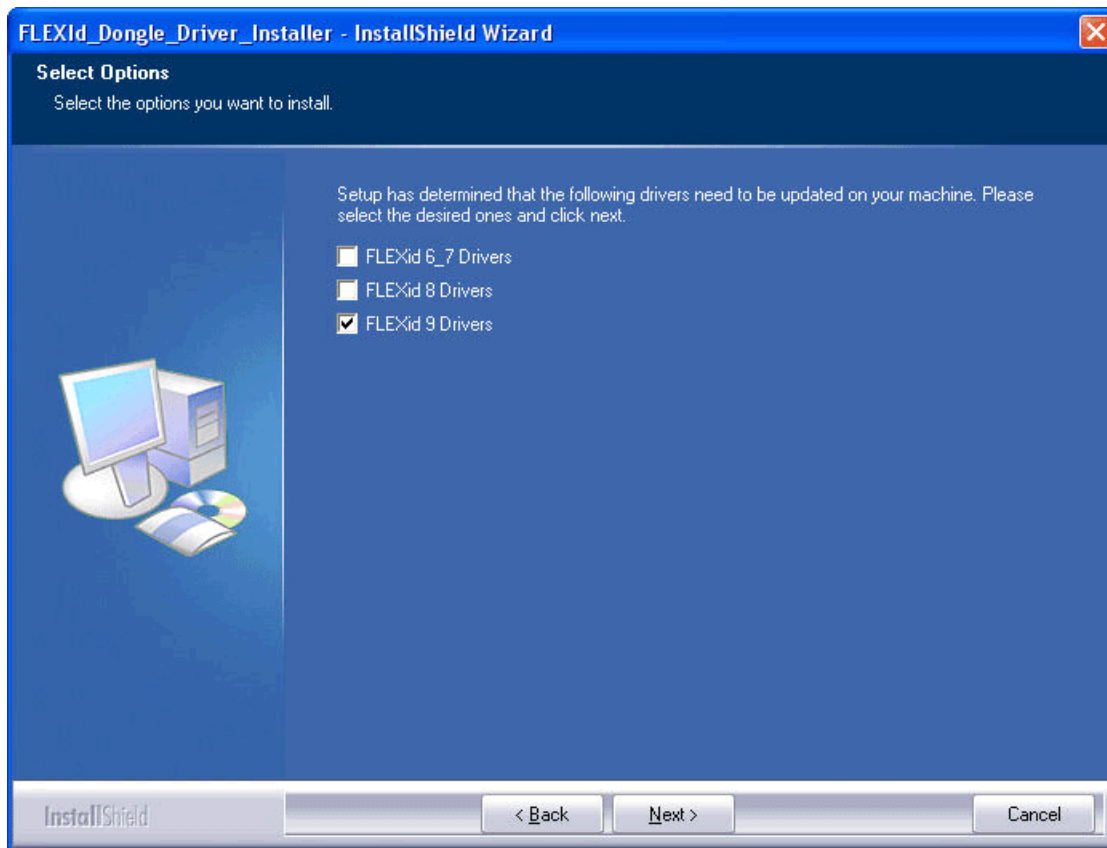 FLEXId_Dongle_Driver_Installer - InstallShield Wizard
Select Options
Select the options you want to install.
Setup has determined that the following drivers need to be updated on your machine. Please
select the desired ones and click next.
FLEXid 6_7 Drivers
FLEXid 8 Drivers
FLEXid 9 Drivers
InstallShield
< Back
Next >
Cancel